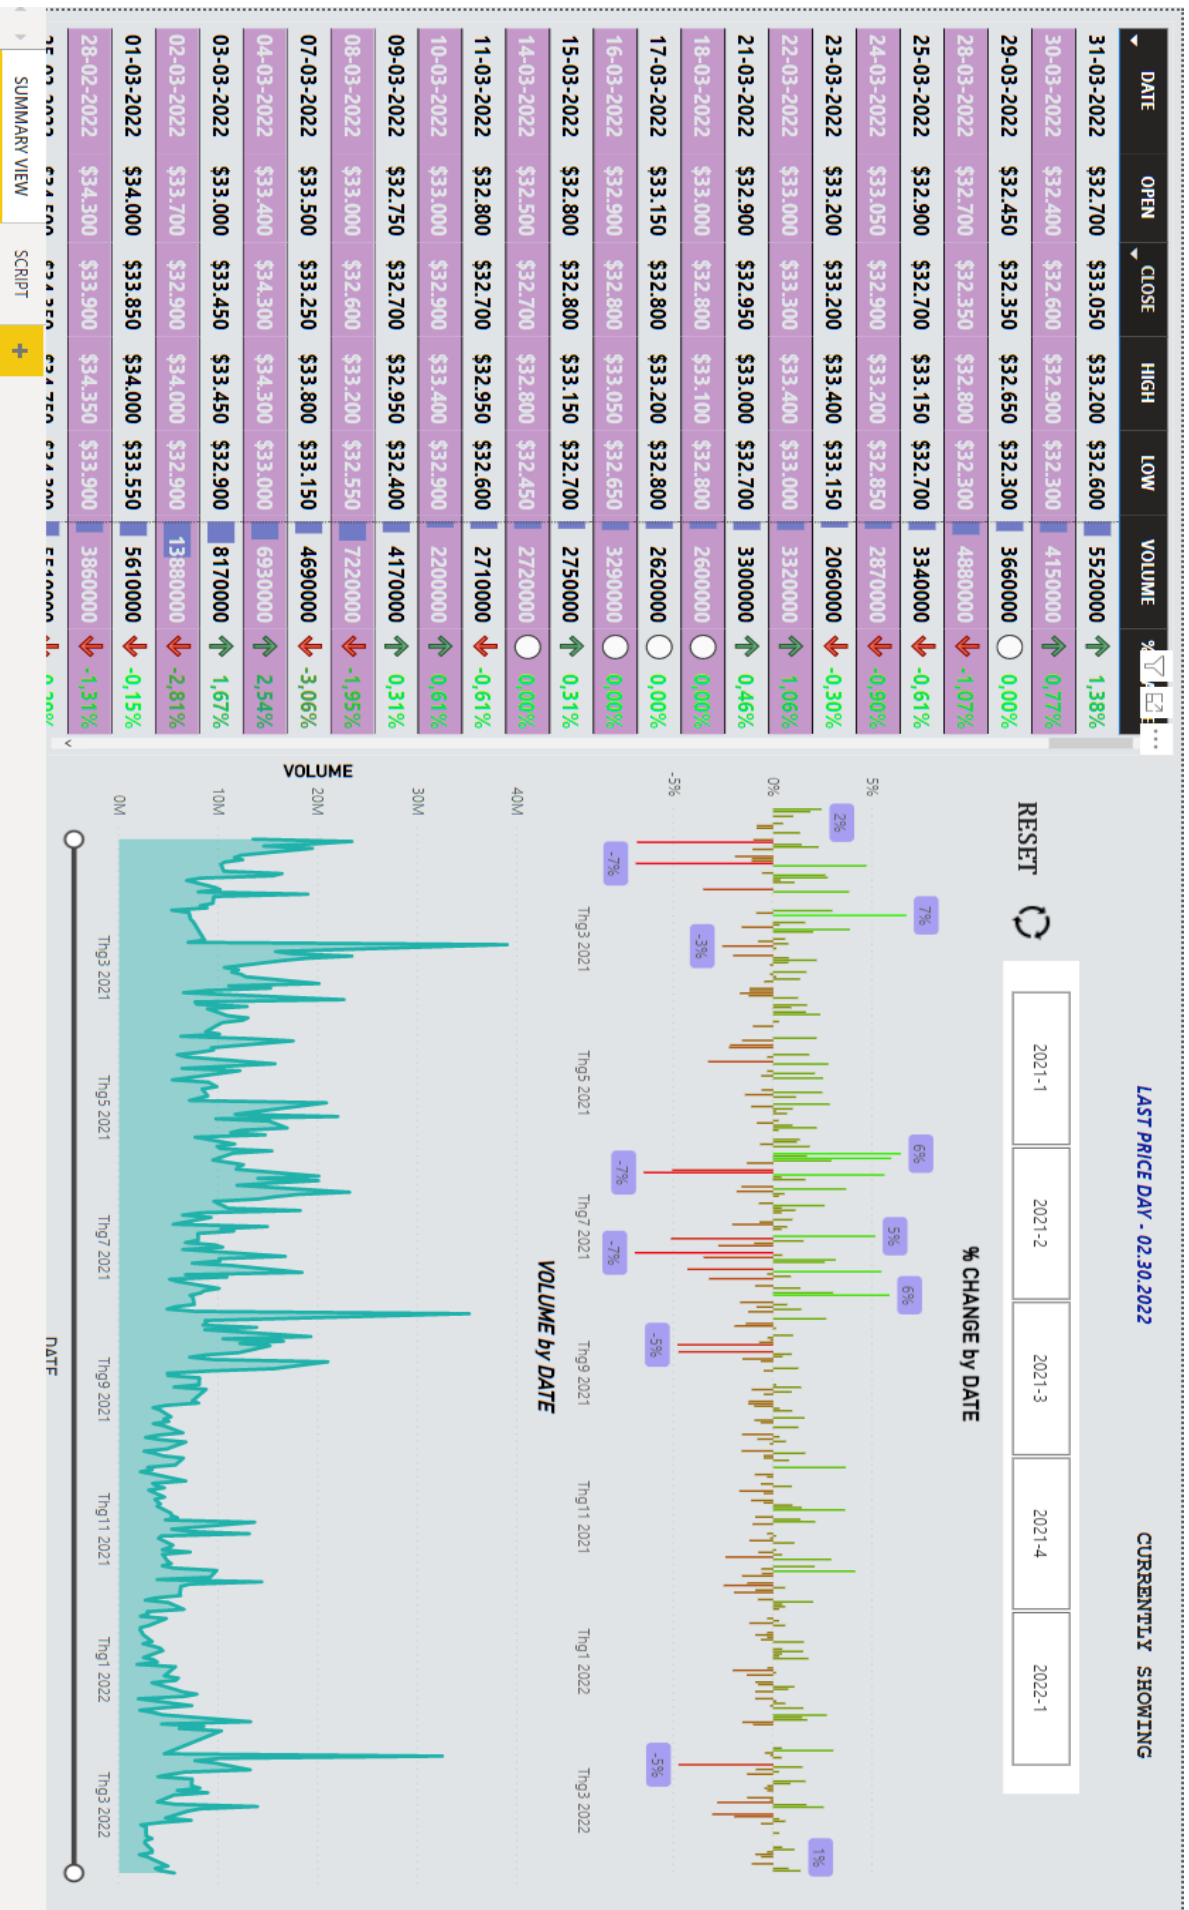 DATE OPEN CLOSE HIGH LOW VOLUME %
31-03-2022 $32.700 $33.050 $33.200 $32.600 5520000 1,38%
30-03-2022 $32.400 $32.600 $32.900 $32.300 4150000 0,77%
29-03-2022 $32.450 $32.350 $32.650 $32.300 3660000 0,00%
28-03-2022 $32.700 $32.350 $32.800 $32.300 4880000 -1,07%
25-03-2022 $32.900 $32.700 $33.150 $32.700 3340000 -0,61%
24-03-2022 $33.050 $32.900 $33.200 $32.850 2870000 -0,90%
23-03-2022 $33.200 $33.200 $33.400 $33.150 2060000 -0,30%
22-03-2022 $33.000 $33.300 $33.400 $33.000 3320000 1,06%
21-03-2022 $32.900 $32.950 $33.000 $32.700 3300000 0,46%
18-03-2022 $33.000 $32.800 $33.100 $32.800 2600000 0,00%
17-03-2022 $33.150 $32.800 $33.200 $32.800 2620000 0,00%
16-03-2022 $32.900 $32.800 $33.050 $32.650 3290000 0,00%
15-03-2022 $32.800 $32.800 $33.150 $32.700 2750000 0,31%
14-03-2022 $32.500 $32.700 $32.800 $32.450 2720000 0,00%
11-03-2022 $32.800 $32.700 $32.950 $32.600 2710000 -0,61%
10-03-2022 $33.000 $32.900 $33.400 $32.900 2200000 0,61%
09-03-2022 $32.750 $32.700 $32.950 $32.400 4170000 0,31%
08-03-2022 $33.000 $32.600 $33.200 $32.550 7220000 -1,95%
07-03-2022 $33.500 $33.250 $33.800 $33.150 4690000 -3,06%
04-03-2022 $33.400 $34.300 $34.300 $33.000 6930000 2,54%
03-03-2022 $33.000 $33.450 $33.450 $32.900 8170000 1,67%
02-03-2022 $33.700 $32.900 $34.000 $32.900 13880000 -2,81%
01-03-2022 $34.000 $33.850 $34.000 $33.550 5610000 -0,15%
28-02-2022 $34.300 $33.900 $34.350 $33.900 3860000 -1,31%
SUMMARY VIEW SCRIPT +
LAST PRICE DAY - 02.30.2022 CURRENTLY SHOWING
RESET 2021-1 2021-2 2021-3 2021-4 2022-1
% CHANGE by DATE
5%
0%
-5%
2% 7% 6% 5% 6% 1%
-7% -3% -7% -7% -5% -5%
Thg3 2021 Thg5 2021 Thg7 2021 Thg9 2021 Thg11 2021 Thg1 2022 Thg3 2022
VOLUME by DATE
VOLUME
40M
30M
20M
10M
0M
Thg3 2021 Thg5 2021 Thg7 2021 Thg9 2021 Thg11 2021 Thg1 2022 Thg3 2022
DATE